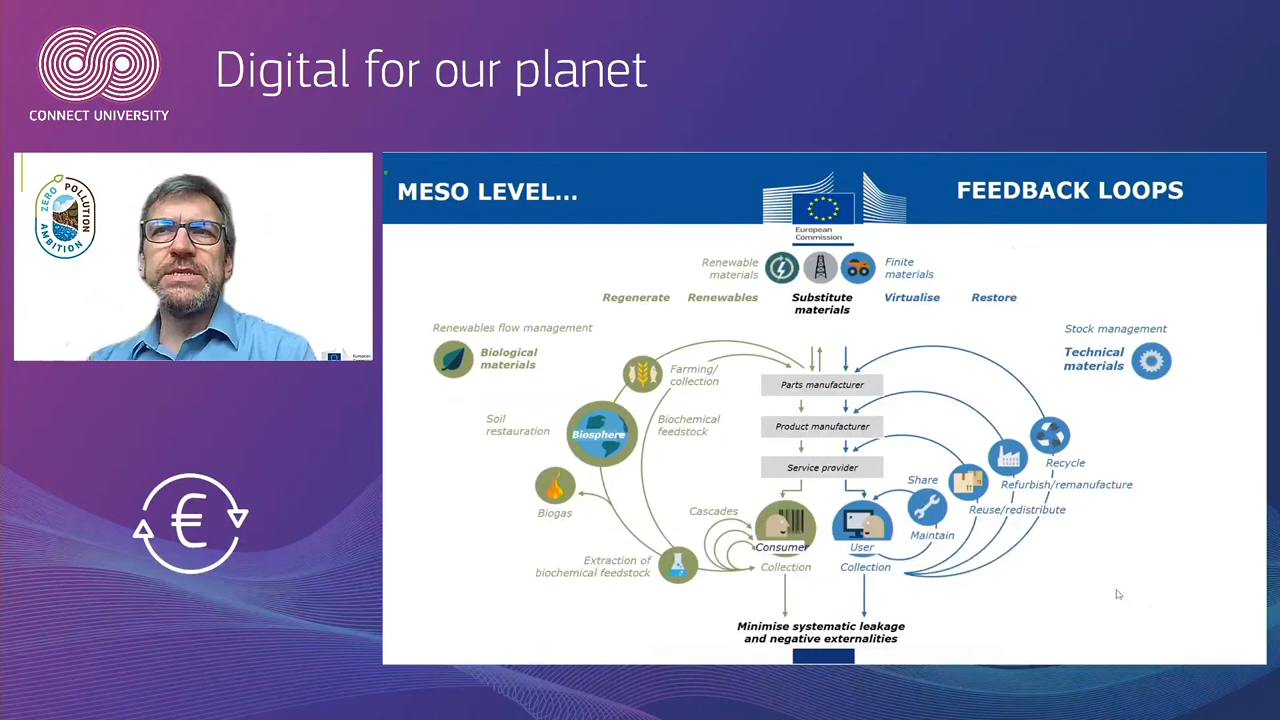 CONNECT UNIVERSITY
Digital for our planet
ZERO POLLUTION AMBITION
European
MESO LEVEL...
FEEDBACK LOOPS
European
Commission
Renewable
materials
Finite
materials
Regenerate
Renewables
Substitute
materials
Virtualise
Restore
Renewables flow management
Biological
materials
Stock management
Technical
materials
Farming/
collection
Parts manufacturer
Soil
restauration
Biosphere
Biochemical
feedstock
Product manufacturer
Service provider
Recycle
Refurbish/remanufacture
Share
Reuse/redistribute
Biogas
Cascades
Maintain
Consumer
User
Extraction of
biochemical feedstock
Collection
Collection
Minimise systematic leakage
and negative externalities
€